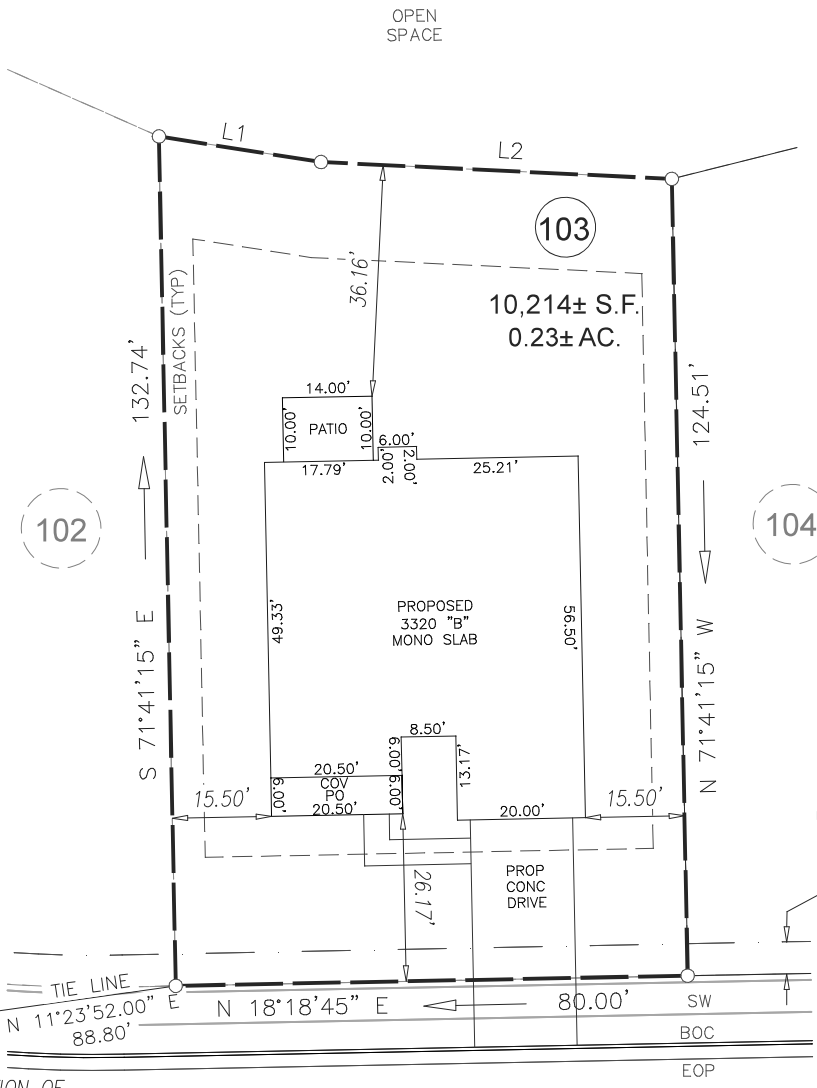 OPEN
SPACE
L1
L2
103
36.16'
10,214± S.F.
0.23± AC.
SETBACKS (TYP)
132.74'
124.51'
14.00'
10.00'
PATIO
10.00'
6.00'
2.00'
2.00'
17.79'
25.21'
102
104
49.33'
PROPOSED
3320 "B"
MONO SLAB
56.50'
S 71°41'15" E
N 71°41'15" W
8.50'
6.00'
13.17'
20.50'
6.00'
COV
PO
6.00'
20.50'
20.00'
15.50'
15.50'
26.17'
PROP
CONC
DRIVE
TIE LINE
N 11°23'52.00" E
88.80'
N 18°18'45" E
80.00'
SW
BOC
EOP